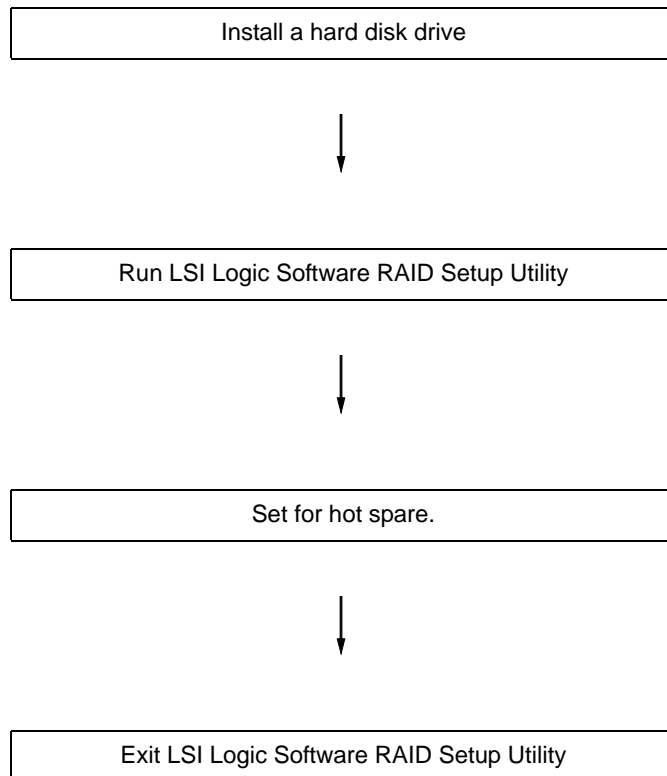 Install a hard disk drive
Run LSI Logic Software RAID Setup Utility
Set for hot spare.
Exit LSI Logic Software RAID Setup Utility